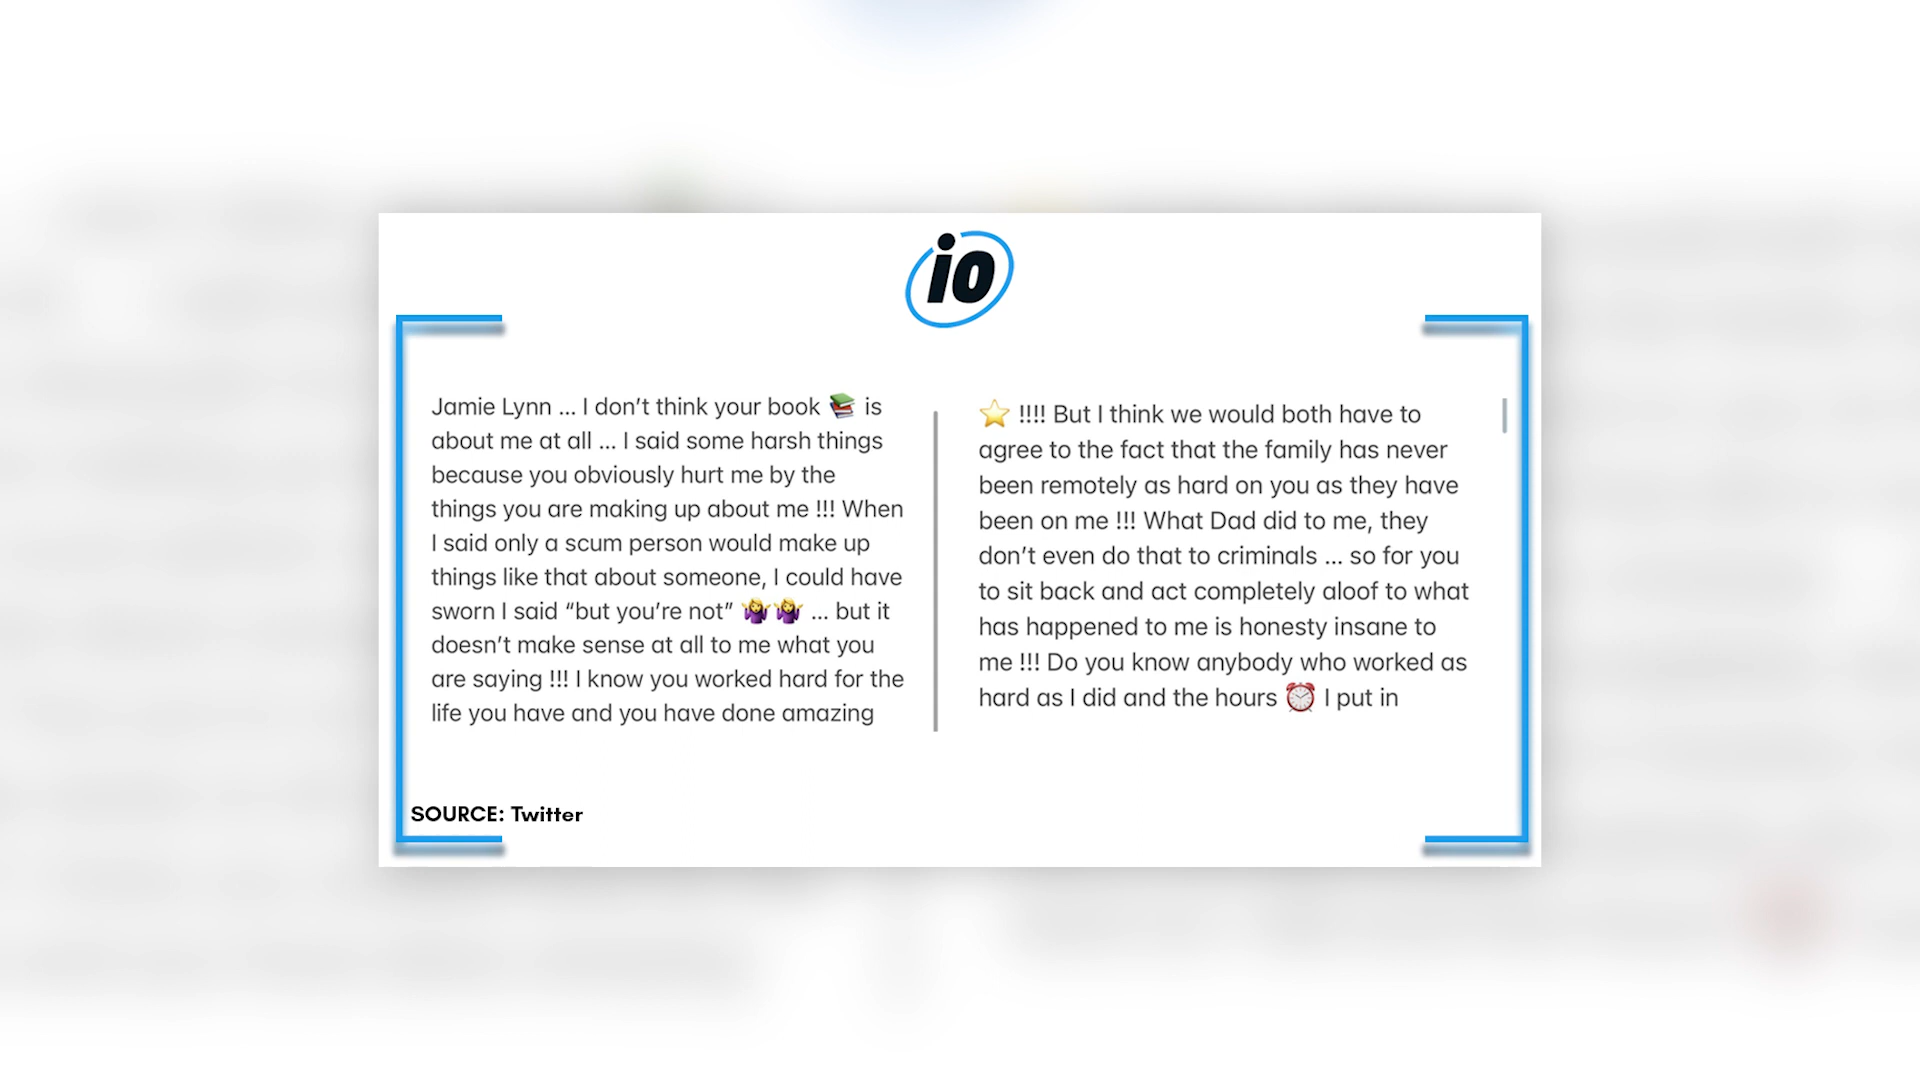 io
Jamie Lynn ... I don’t think your book 📚 is
about me at all ... I said some harsh things
because you obviously hurt me by the
things you are making up about me !!! When
I said only a scum person would make up
things like that about someone, I could have
sworn I said “but you’re not” 🤷‍♀️🤷‍♀️ ... but it
doesn’t make sense at all to me what you
are saying !!! I know you worked hard for the
life you have and you have done amazing
⭐ !!!! But I think we would both have to
agree to the fact that the family has never
been remotely as hard on you as they have
been on me !!! What Dad did to me, they
don’t even do that to criminals ... so for you
to sit back and act completely aloof to what
has happened to me is honesty insane to
me !!! Do you know anybody who worked as
hard as I did and the hours ⏰ I put in
SOURCE: Twitter